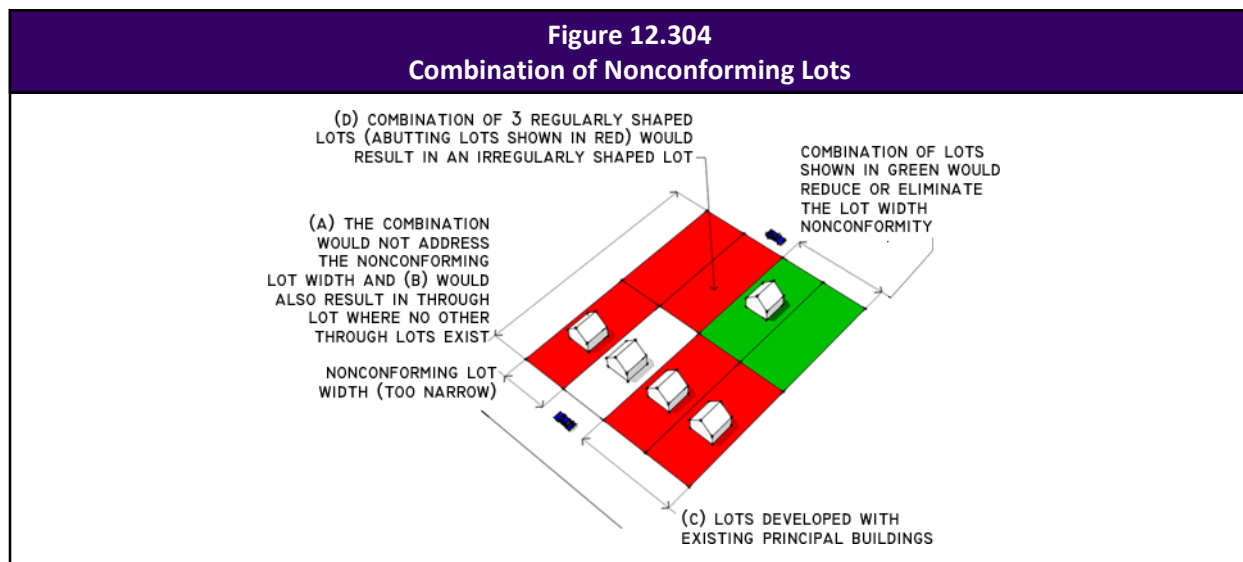 Figure 12.304
Combination of Nonconforming Lots
(D) COMBINATION OF 3 REGULARLY SHAPED
LOTS (ABUTTING LOTS SHOWN IN RED) WOULD
RESULT IN AN IRREGULARLY SHAPED LOT
COMBINATION OF LOTS
SHOWN IN GREEN WOULD
REDUCE OR ELIMINATE
THE LOT WIDTH
NONCONFORMITY
(A) THE COMBINATION
WOULD NOT ADDRESS
THE NONCONFORMING
LOT WIDTH AND (B) WOULD
ALSO RESULT IN THROUGH
LOT WHERE NO OTHER
THROUGH LOTS EXIST
NONCONFORMING LOT
WIDTH (TOO NARROW)
(C) LOTS DEVELOPED WITH
EXISTING PRINCIPAL BUILDINGS